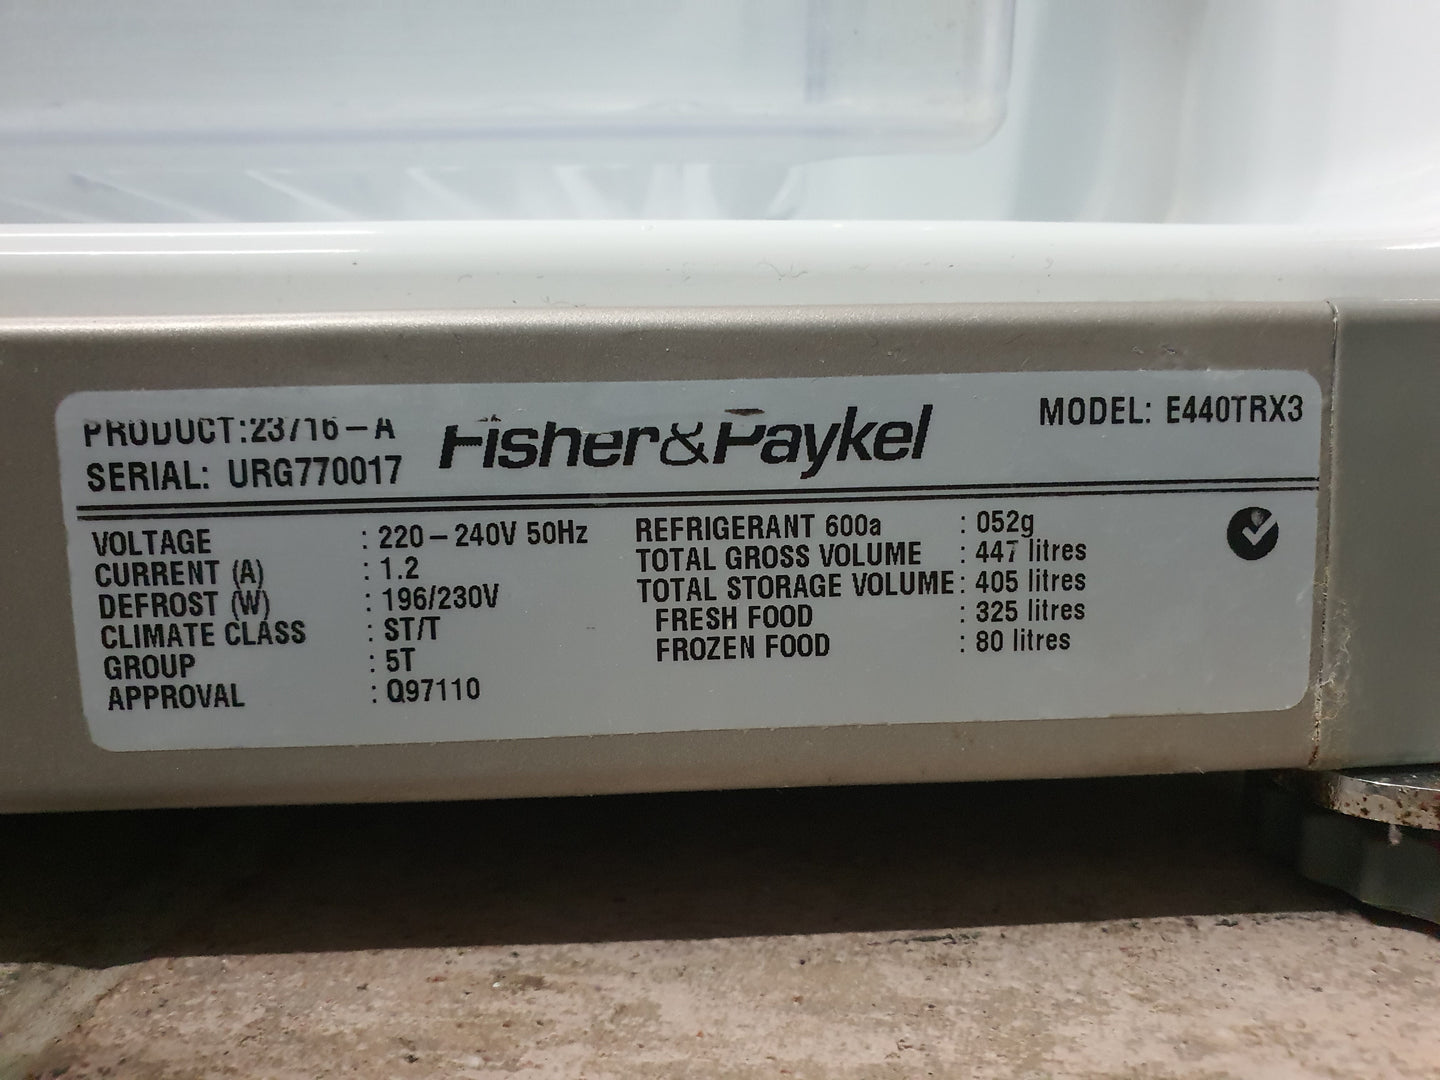 PRODUCT:23716-A
SERIAL: URG770017
Fisher&Paykel
MODEL: E440TRX3
VOLTAGE : 220-240V 50Hz
CURRENT (A) : 1.2
DEFROST (W) : 196/230V
CLIMATE CLASS : ST/T
GROUP : 5T
APPROVAL : Q97110
REFRIGERANT 600a : 052g
TOTAL GROSS VOLUME : 447 litres
TOTAL STORAGE VOLUME : 405 litres
FRESH FOOD : 325 litres
FROZEN FOOD : 80 litres